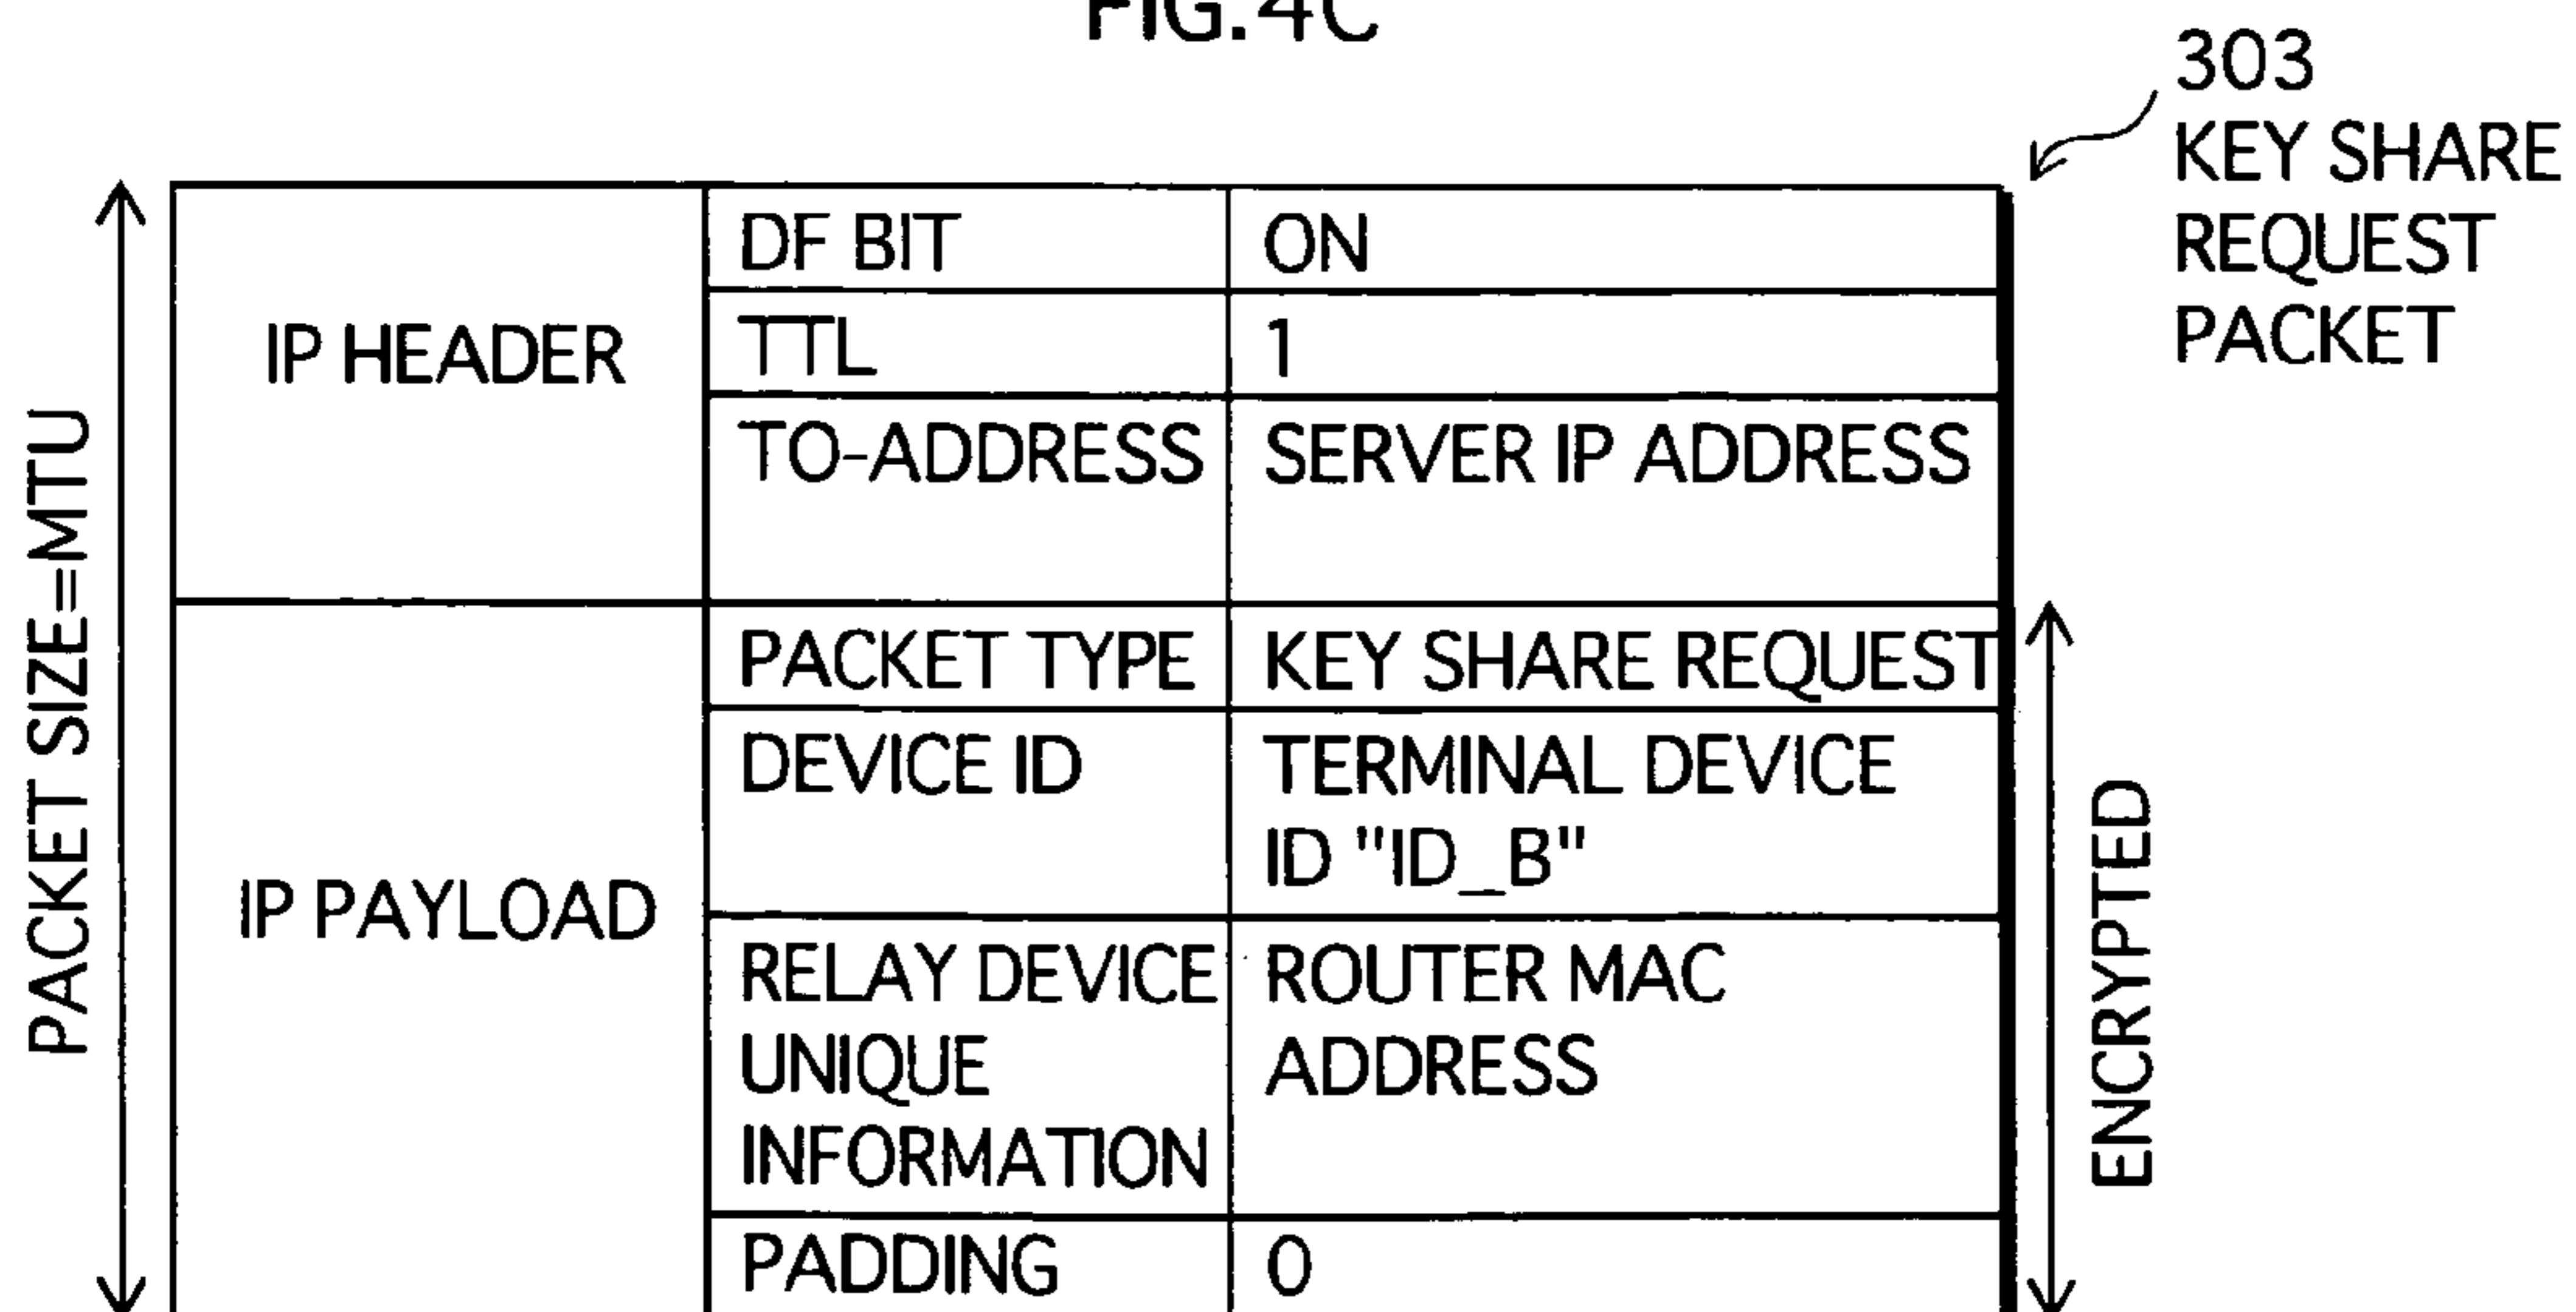 FIG.4C
303
KEY SHARE
REQUEST
PACKET
PACKET SIZE=MTU
IP HEADER
DF BIT
ON
TTL
1
TO-ADDRESS
SERVER IP ADDRESS
IP PAYLOAD
PACKET TYPE
KEY SHARE REQUEST
DEVICE ID
TERMINAL DEVICE
ID "ID_B"
RELAY DEVICE
UNIQUE
INFORMATION
ROUTER MAC
ADDRESS
PADDING
0
ENCRYPTED